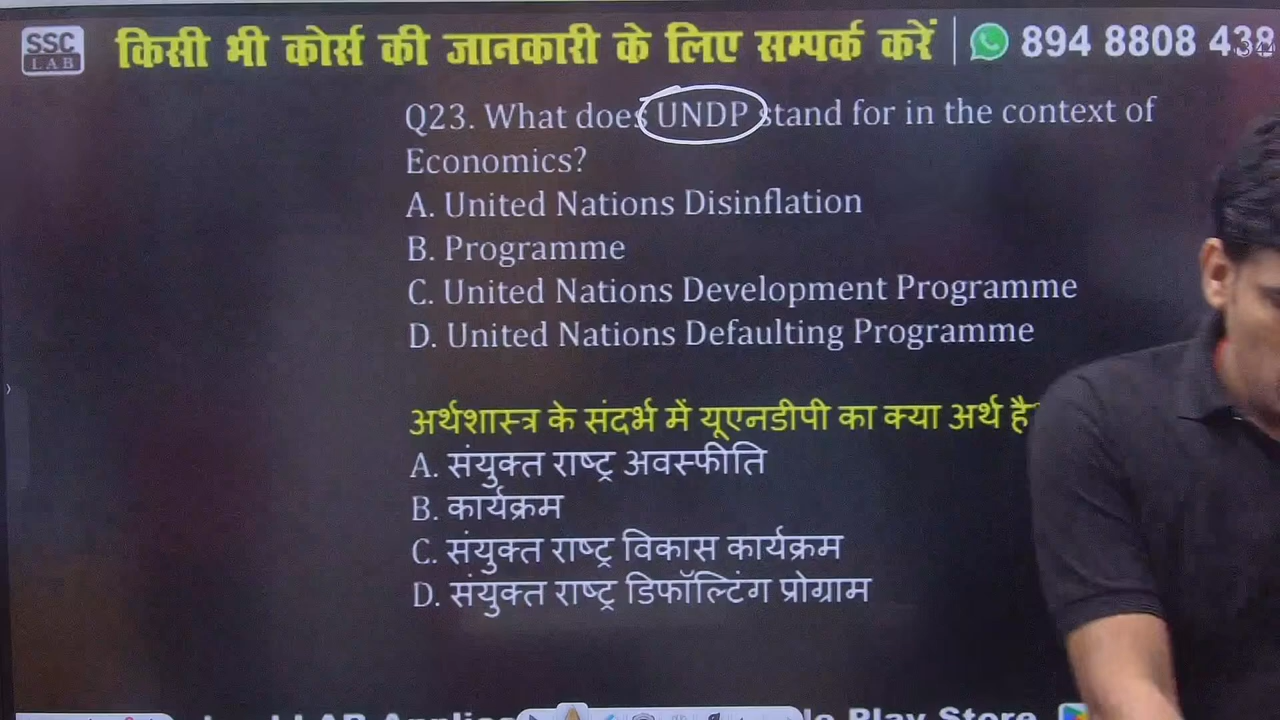 SSC
LAB
किसी भी कोर्स की जानकारी के लिए सम्पर्क करें
894 8808 438
Q23. What does UNDP stand for in the context of
Economics?
A. United Nations Disinflation
B. Programme
C. United Nations Development Programme
D. United Nations Defaulting Programme
अर्थशास्त्र के संदर्भ में यूएनडीपी का क्या अर्थ है
A. संयुक्त राष्ट्र अवस्फीति
B. कार्यक्रम
C. संयुक्त राष्ट्र विकास कार्यक्रम
D. संयुक्त राष्ट्र डिफॉल्टिंग प्रोग्राम
LAB
Play Store